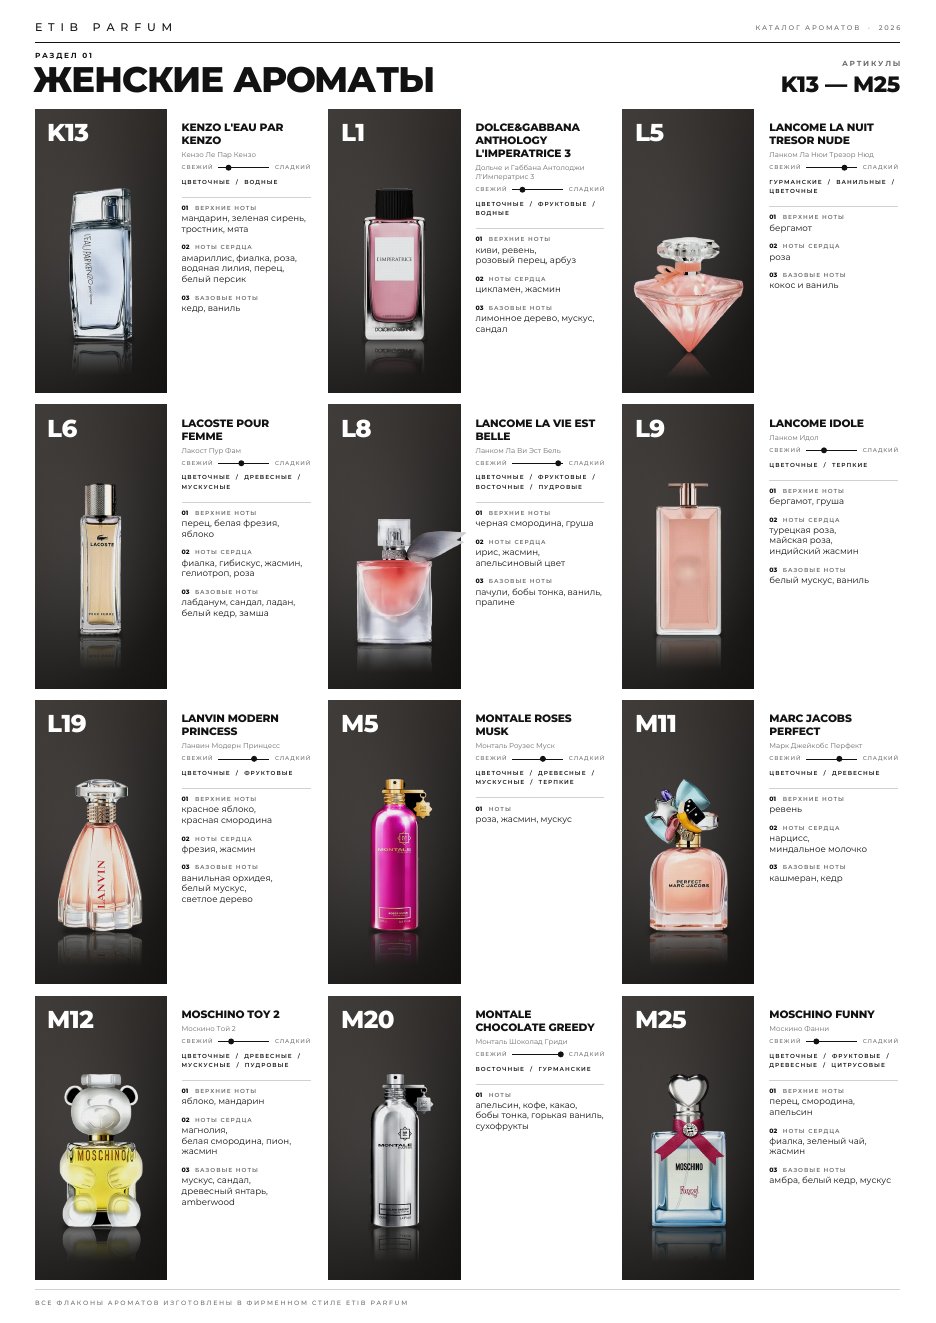 ETIB PARFUM
КАТАЛОГ АРОМАТОВ · 2026
РАЗДЕЛ 01
ЖЕНСКИЕ АРОМАТЫ
АРТИКУЛЫ
K13 — M25
K13
KENZO L'EAU PAR
KENZO
Кензо Ле Пар Кензо
СВЕЖИЙ СЛАДКИЙ
ЦВЕТОЧНЫЕ / ВОДНЫЕ
01 ВЕРХНИЕ НОТЫ
мандарин, зеленая сирень,
тростник, мята
02 НОТЫ СЕРДЦА
амариллис, фиалка, роза,
водяная лилия, перец,
белый персик
03 БАЗОВЫЕ НОТЫ
кедр, ваниль
L1
L'IMPERATRICE
DOLCE&GABBANA
ANTHOLOGY
L'IMPERATRICE 3
Дольче и Габбана Антолоджи
Л'Императрис 3
СВЕЖИЙ СЛАДКИЙ
ЦВЕТОЧНЫЕ / ФРУКТОВЫЕ /
ВОДНЫЕ
01 ВЕРХНИЕ НОТЫ
киви, ревень,
розовый перец, арбуз
02 НОТЫ СЕРДЦА
цикламен, жасмин
03 БАЗОВЫЕ НОТЫ
лимонное дерево, мускус,
сандал
L5
LANCOME LA NUIT
TRESOR NUDE
Ланком Ла Нюи Трезор Нюд
СВЕЖИЙ СЛАДКИЙ
ГУРМАНСКИЕ / ВАНИЛЬНЫЕ /
ЦВЕТОЧНЫЕ
01 ВЕРХНИЕ НОТЫ
бергамот
02 НОТЫ СЕРДЦА
роза
03 БАЗОВЫЕ НОТЫ
кокос и ваниль
L6
LACOSTE
POUR FEMME
LACOSTE POUR
FEMME
Лакост Пур Фам
СВЕЖИЙ СЛАДКИЙ
ЦВЕТОЧНЫЕ / ДРЕВЕСНЫЕ /
МУСКУСНЫЕ
01 ВЕРХНИЕ НОТЫ
перец, белая фрезия,
яблоко
02 НОТЫ СЕРДЦА
фиалка, гибискус, жасмин,
гелиотроп, роза
03 БАЗОВЫЕ НОТЫ
лабданум, сандал, ладан,
белый кедр, замша
L8
LANCOME LA VIE EST
BELLE
Ланком Ла Ви Эст Бель
СВЕЖИЙ СЛАДКИЙ
ЦВЕТОЧНЫЕ / ФРУКТОВЫЕ /
ВОСТОЧНЫЕ / ПУДРОВЫЕ
01 ВЕРХНИЕ НОТЫ
черная смородина, груша
02 НОТЫ СЕРДЦА
ирис, жасмин,
апельсиновый цвет
03 БАЗОВЫЕ НОТЫ
пачули, бобы тонка, ваниль,
пралине
L9
LANCOME IDOLE
Ланком Идол
СВЕЖИЙ СЛАДКИЙ
ЦВЕТОЧНЫЕ / ТЕРПКИЕ
01 ВЕРХНИЕ НОТЫ
бергамот, груша
02 НОТЫ СЕРДЦА
турецкая роза,
майская роза,
индийский жасмин
03 БАЗОВЫЕ НОТЫ
белый мускус, ваниль
L19
LANVIN
LANVIN MODERN
PRINCESS
Ланвин Модерн Принцесс
СВЕЖИЙ СЛАДКИЙ
ЦВЕТОЧНЫЕ / ФРУКТОВЫЕ
01 ВЕРХНИЕ НОТЫ
красное яблоко,
красная смородина
02 НОТЫ СЕРДЦА
фрезия, жасмин
03 БАЗОВЫЕ НОТЫ
ванильная орхидея,
белый мускус,
светлое дерево
M5
MONTALE
MONTALE ROSES
MUSK
Монталь Роузес Муск
СВЕЖИЙ СЛАДКИЙ
ЦВЕТОЧНЫЕ / ДРЕВЕСНЫЕ /
МУСКУСНЫЕ / ТЕРПКИЕ
01 НОТЫ
роза, жасмин, мускус
M11
PERFECT
MARC JACOBS
MARC JACOBS
PERFECT
Марк Джейкобс Перфект
СВЕЖИЙ СЛАДКИЙ
ЦВЕТОЧНЫЕ / ДРЕВЕСНЫЕ
01 ВЕРХНИЕ НОТЫ
ревень
02 НОТЫ СЕРДЦА
нарцисс,
миндальное молочко
03 БАЗОВЫЕ НОТЫ
кашмеран, кедр
M12
MOSCHINO
MOSCHINO TOY 2
Москино Той 2
СВЕЖИЙ СЛАДКИЙ
ЦВЕТОЧНЫЕ / ДРЕВЕСНЫЕ /
МУСКУСНЫЕ / ПУДРОВЫЕ
01 ВЕРХНИЕ НОТЫ
яблоко, мандарин
02 НОТЫ СЕРДЦА
магнолия,
белая смородина, пион,
жасмин
03 БАЗОВЫЕ НОТЫ
мускус, сандал,
древесный янтарь,
amberwood
M20
MONTALE
MONTALE
CHOCOLATE GREEDY
Монталь Шоколад Гриди
СВЕЖИЙ СЛАДКИЙ
ВОСТОЧНЫЕ / ГУРМАНСКИЕ
01 НОТЫ
апельсин, кофе, какао,
бобы тонка, горькая ваниль,
сухофрукты
M25
MOSCHINO
Funny!
MOSCHINO FUNNY
Москино Фанни
СВЕЖИЙ СЛАДКИЙ
ЦВЕТОЧНЫЕ / ФРУКТОВЫЕ /
ДРЕВЕСНЫЕ / ЦИТРУСОВЫЕ
01 ВЕРХНИЕ НОТЫ
перец, смородина,
апельсин
02 НОТЫ СЕРДЦА
фиалка, зеленый чай,
жасмин
03 БАЗОВЫЕ НОТЫ
амбра, белый кедр, мускус
ВСЕ ФЛАКОНЫ АРОМАТОВ ИЗГОТОВЛЕНЫ В ФИРМЕННОМ СТИЛЕ ETIB PARFUM